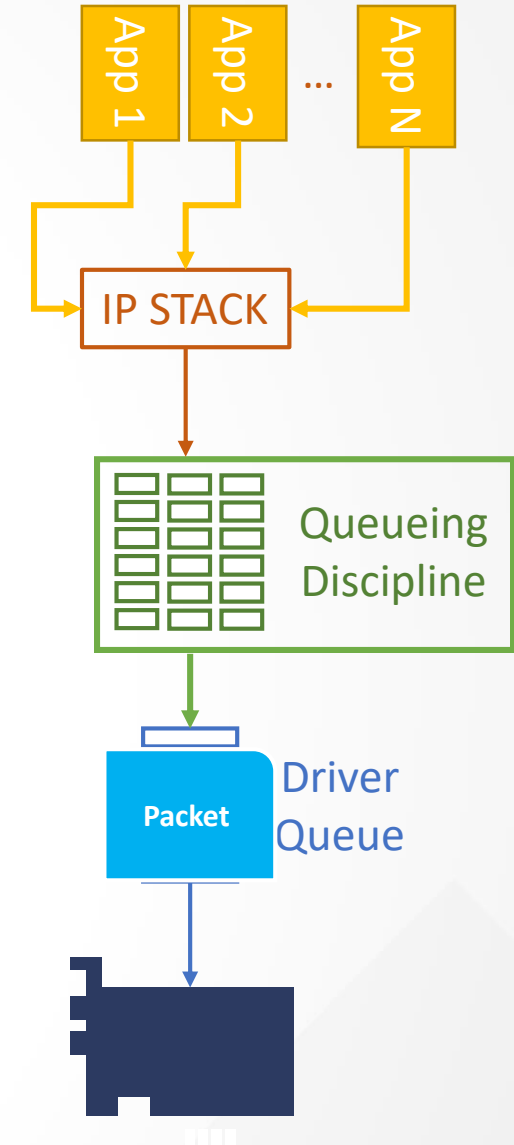 App 1
App 2
...
App N
IP STACK
Queueing
Discipline
Driver
Queue
Packet